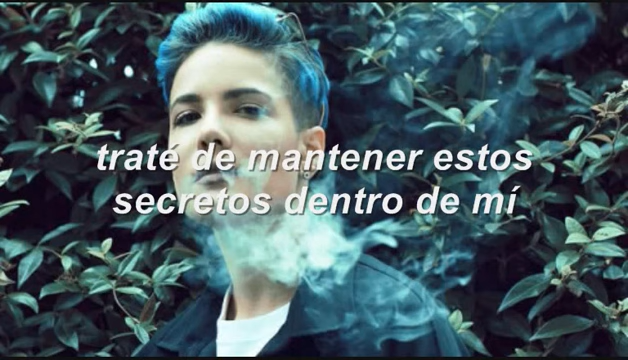 traté de mantener estos
secretos dentro de mí